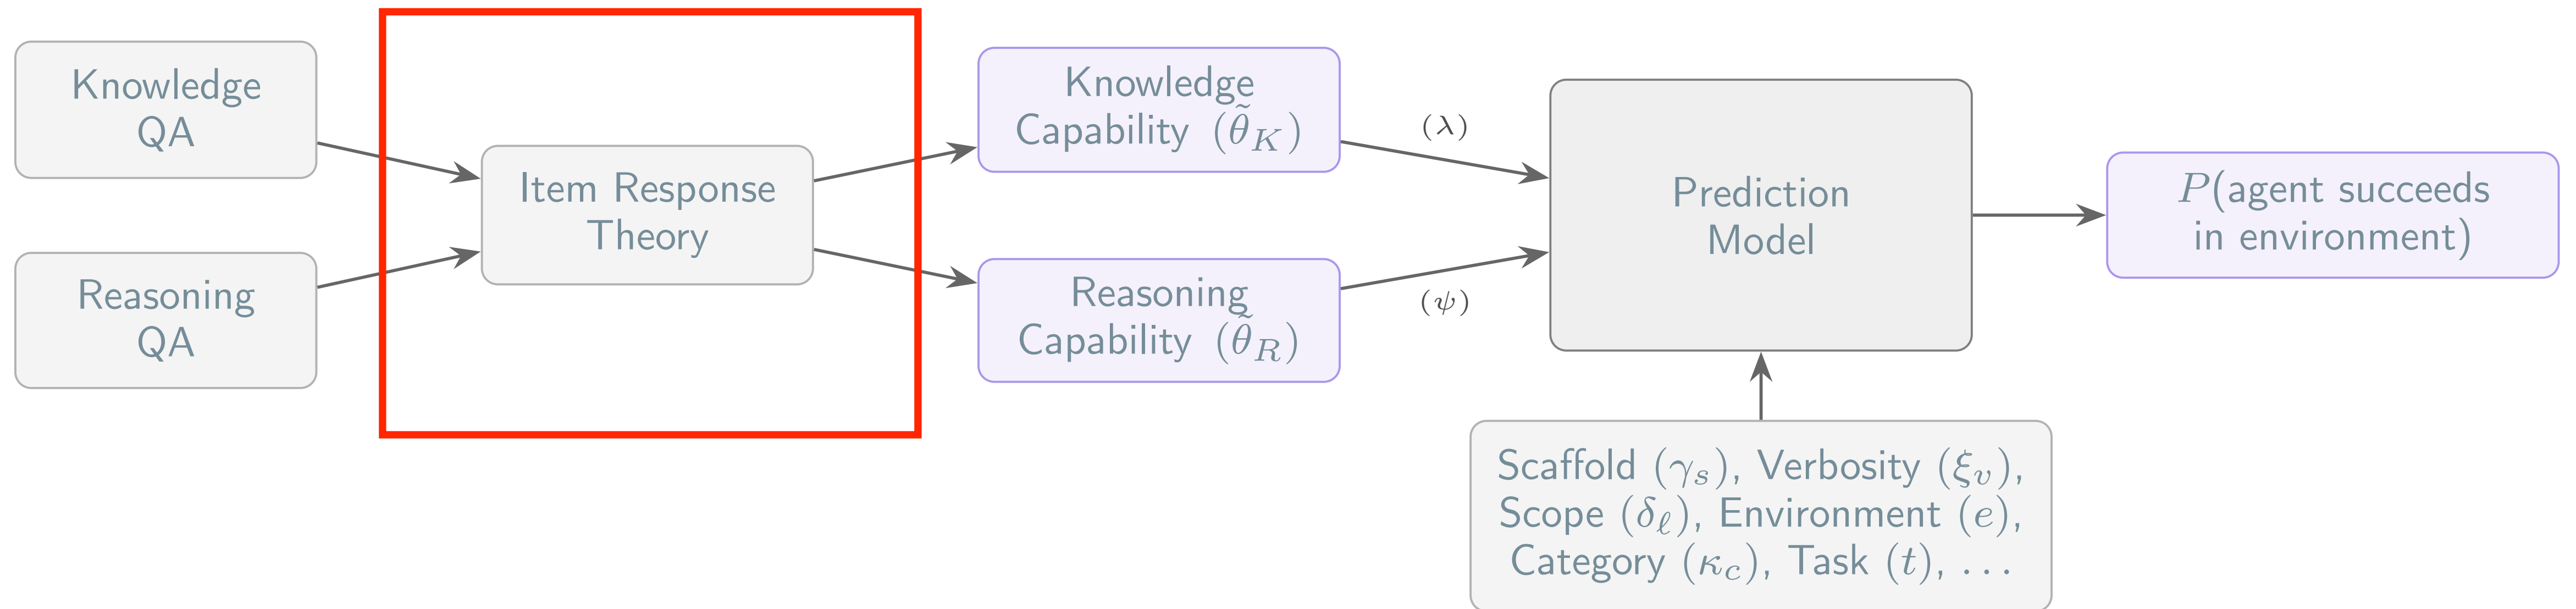 Knowledge
QA
Reasoning
QA
Item Response
Theory
Knowledge
Capability (θ̃_K)
Reasoning
Capability (θ̃_R)
(λ)
(ψ)
Prediction
Model
P(agent succeeds
in environment)
Scaffold (γ_s), Verbosity (ξ_v),
Scope (δ_ℓ), Environment (e),
Category (κ_c), Task (t), …